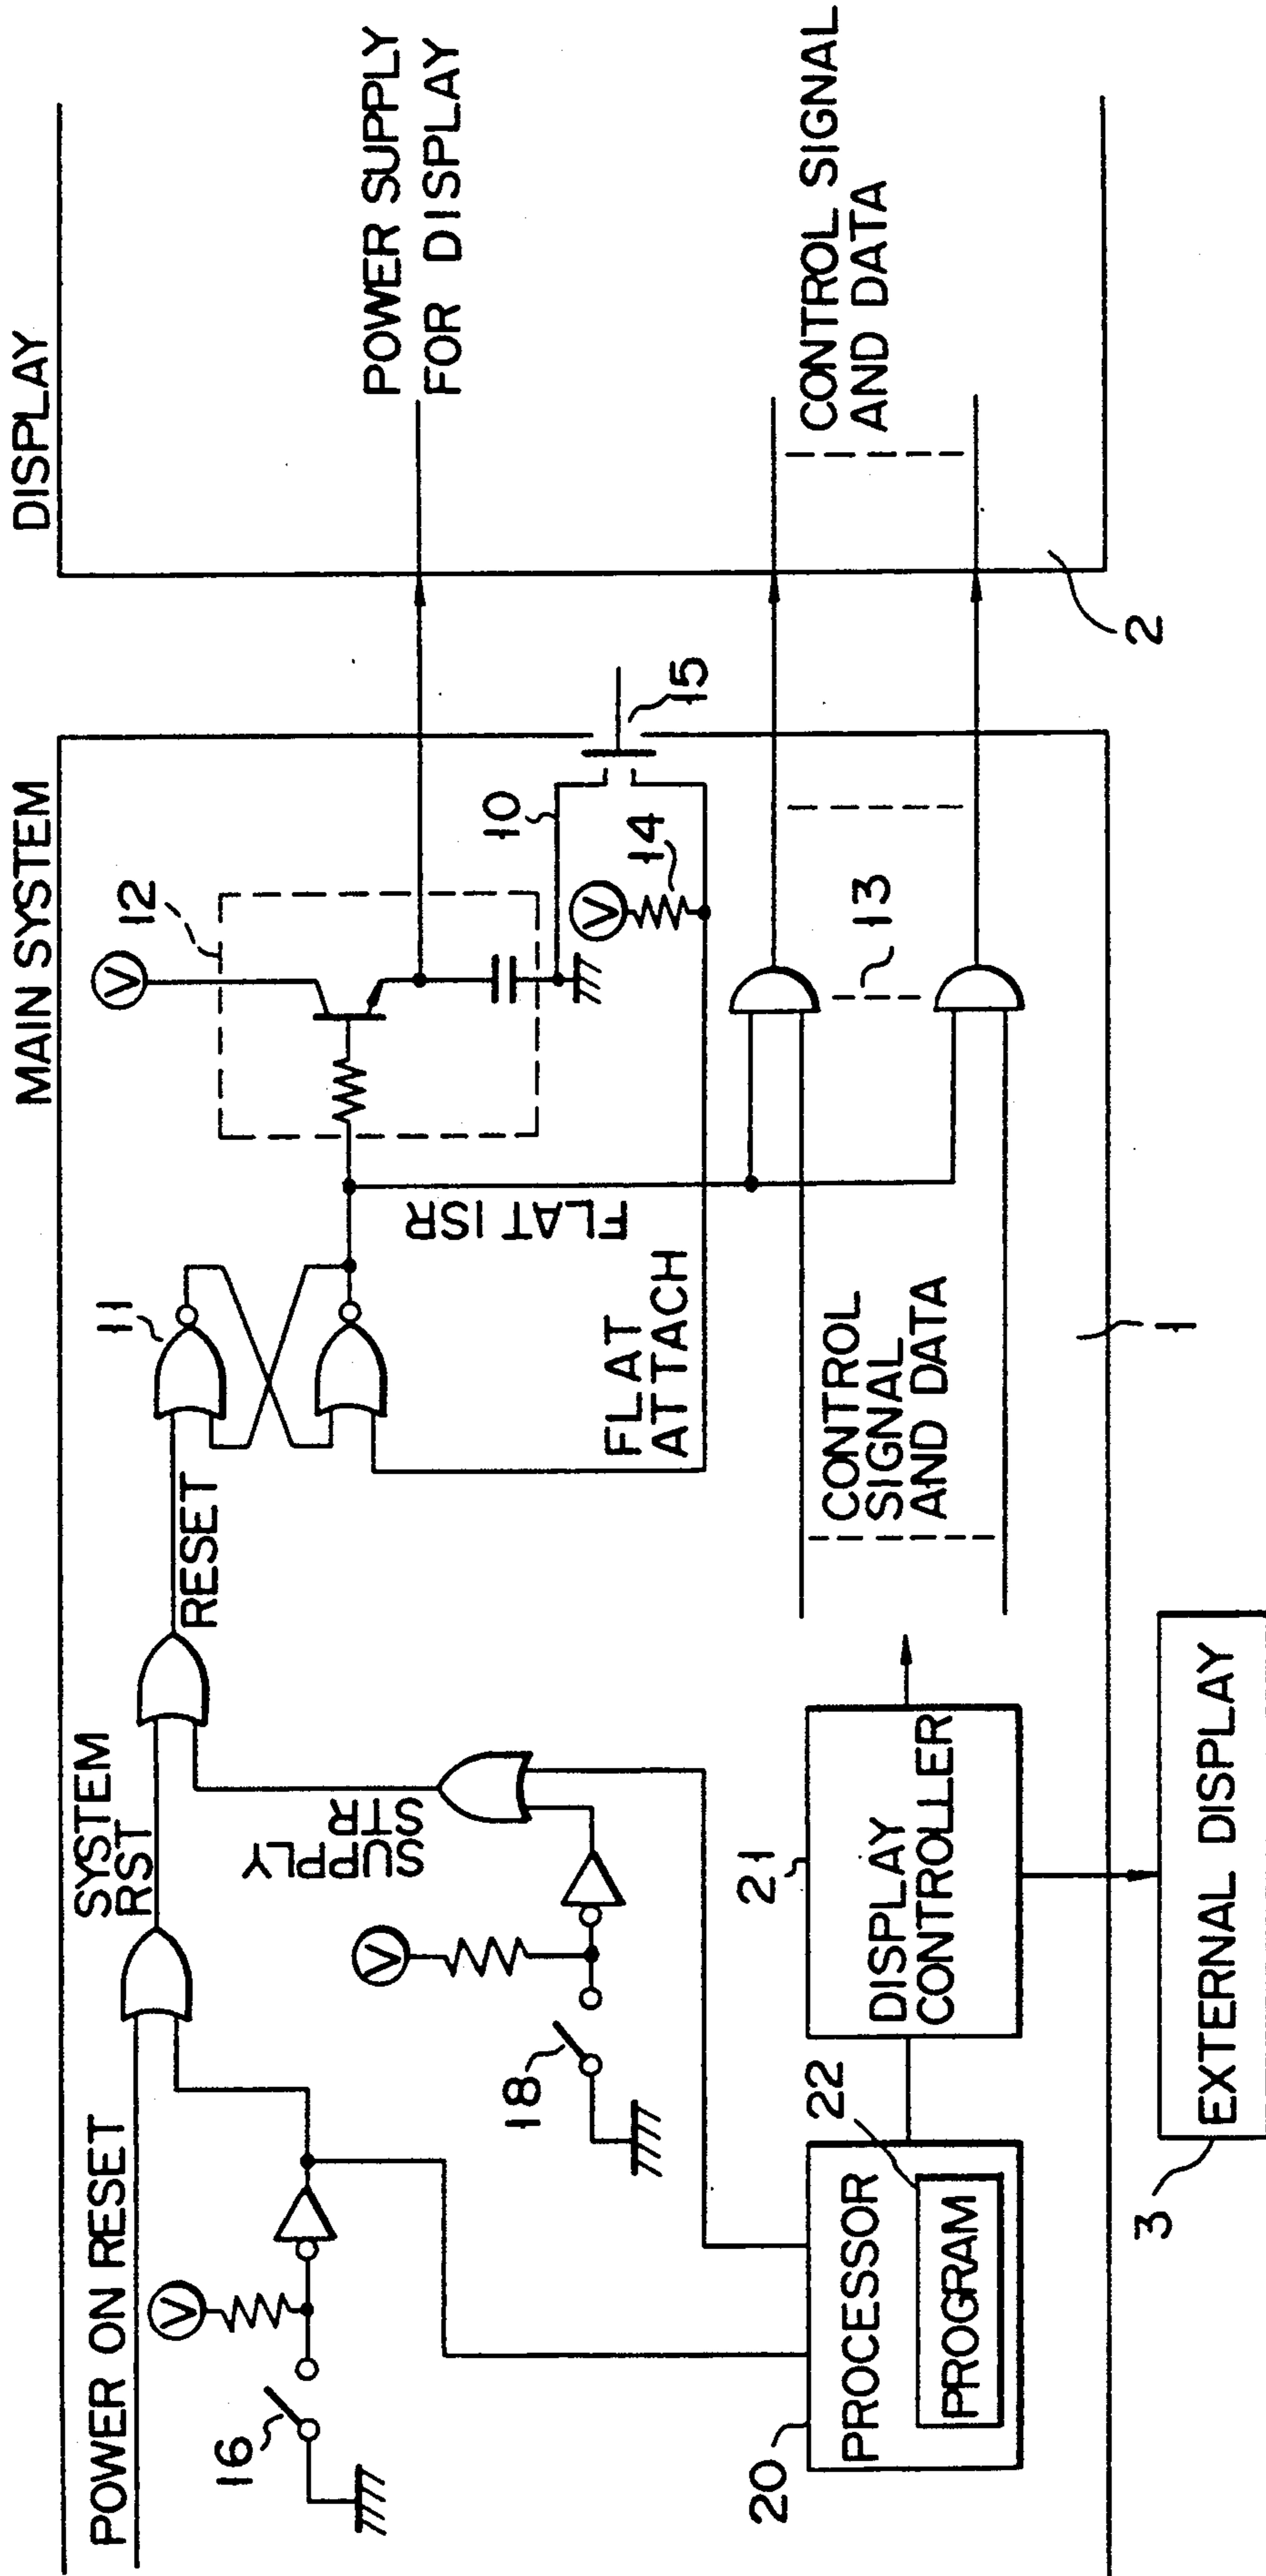 DISPLAY
POWER SUPPLY
FOR DISPLAY
CONTROL SIGNAL
AND DATA
2
MAIN SYSTEM
12
V
10
15
V
14
13
11
FLAT ISR
FLAT
ATTACH
RESET
CONTROL
SIGNAL
AND DATA
1
SYSTEM
RST
SUPPLY
STR
V
18
21
DISPLAY
CONTROLLER
POWER ON RESET
V
16
20
PROCESSOR
22
PROGRAM
3
EXTERNAL DISPLAY